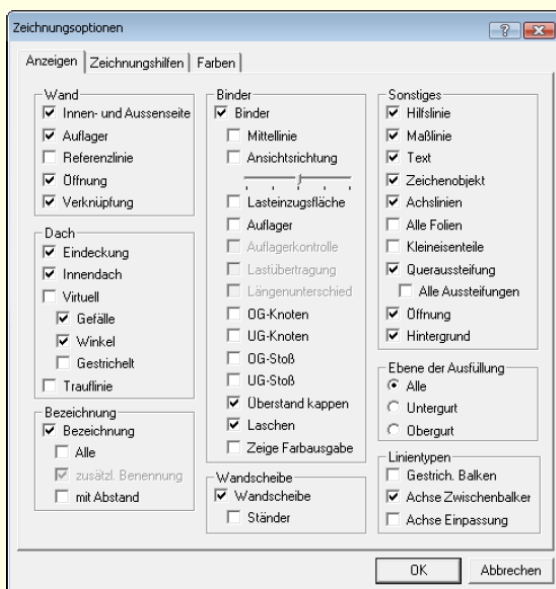 Zeichnungsoptionen
Anzeigen
Zeichnungshilfen
Farben
Wand
Innen- und Aussenseite
Auflager
Referenzlinie
Öffnung
Verknüpfung
Dach
Eindeckung
Innendach
Virtuell
Gefälle
Winkel
Gestrichelt
Trauflinie
Bezeichnung
Bezeichnung
Alle
zusätzl. Benennung
mit Abstand
Binder
Binder
Mittellinie
Ansichtsrichtung
Lasteinzugsfläche
Auflager
Auflagerkontrolle
Lastübertragung
Längenunterschied
OG-Knoten
UG-Knoten
OG-Stoß
UG-Stoß
Überstand kappen
Laschen
Zeige Farbausgabe
Wandscheibe
Wandscheibe
Ständer
Sonstiges
Hilfslinie
Maßlinie
Text
Zeichenobjekt
Achslinien
Alle Folien
Kleineisenteile
Queraussteifung
Alle Aussteifungen
Öffnung
Hintergrund
Ebene der Ausfüllung
Alle
Untergurt
Obergurt
Linientypen
Gestrich. Balken
Achse Zwischenbalker
Achse Einpassung
OK
Abbrechen